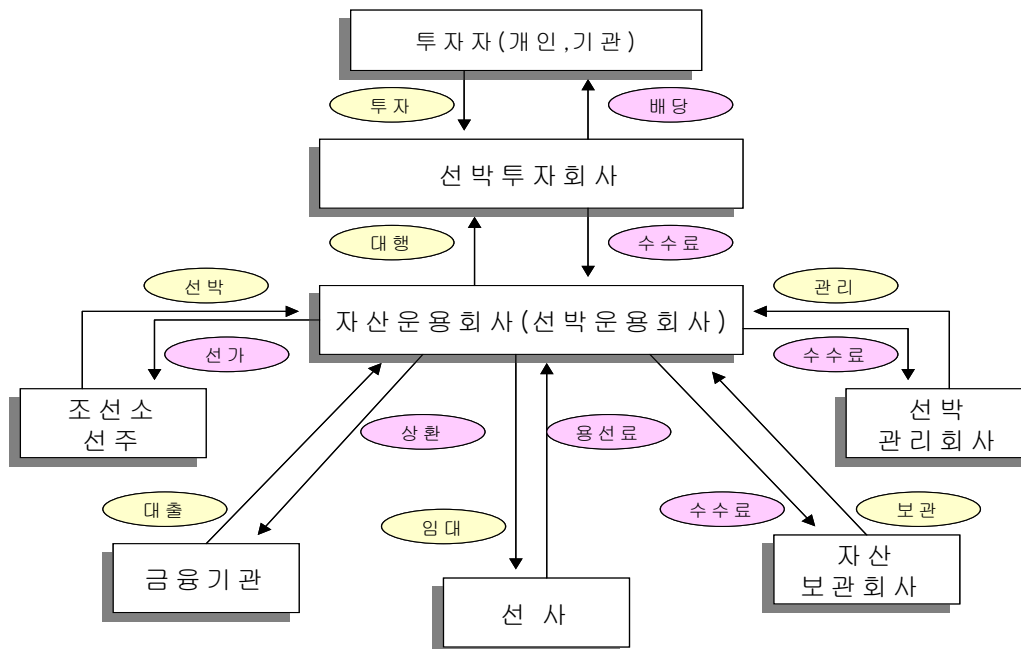 투자자(개인,기관)
투자
배당
선박투자회사
대행
수수료
선박
관리
자산운용회사(선박운용회사)
선가
수수료
조선소
선주
선박
관리회사
상환
용선료
대출
임대
수수료
보관
금융기관
선 사
자산
보관회사